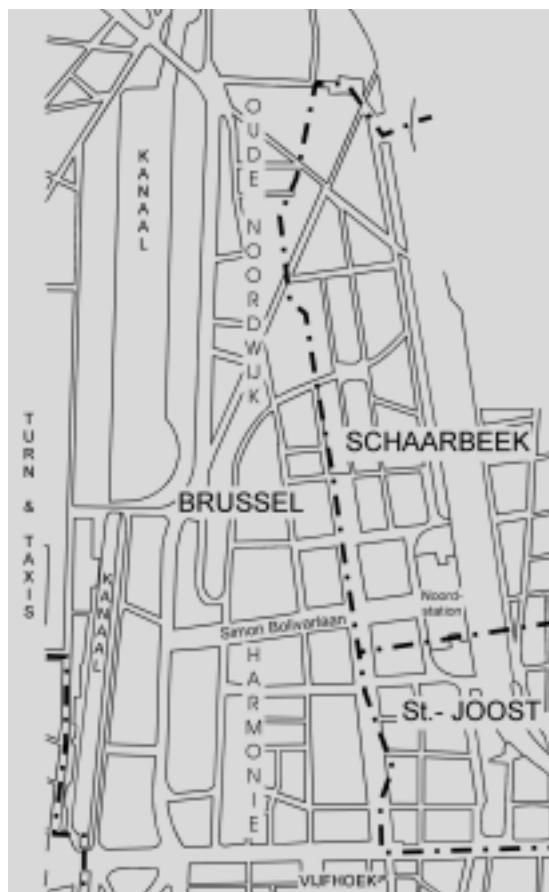 OUDE NOORDWIJK
KANAAL
TURN & TAXIS
SCHAARBEEK
BRUSSEL
KANAAL
Noord-
station
Simon Bolivarlaan
HARMONIE
St.- JOOST
VIJFHOEK